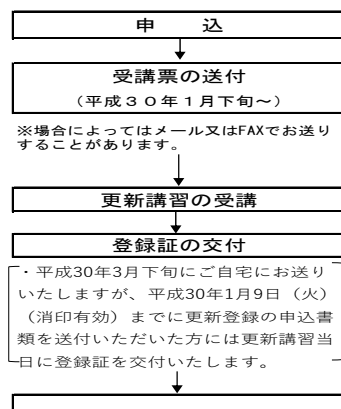 申　　込
受講票の送付
（平成３０年１月下旬～）
※場合によってはメール又はFAXでお送り
することがあります。
更新講習の受講
登録証の交付
・平成30年3月下旬にご自宅にお送り
いたしますが、平成30年1月9日（火）
（消印有効）までに更新登録の申込書
類を送付いただいた方には更新講習当
日に登録証を交付いたします。